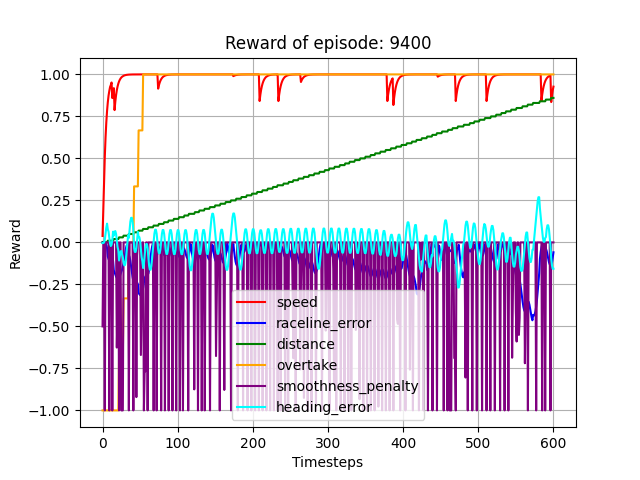 Reward of episode: 9400
1.00
0.75
0.50
0.25
0.00
−0.25
−0.50
−0.75
−1.00
Reward
speed
raceline_error
distance
overtake
smoothness_penalty
heading_error
0 100 200 300 400 500 600
Timesteps